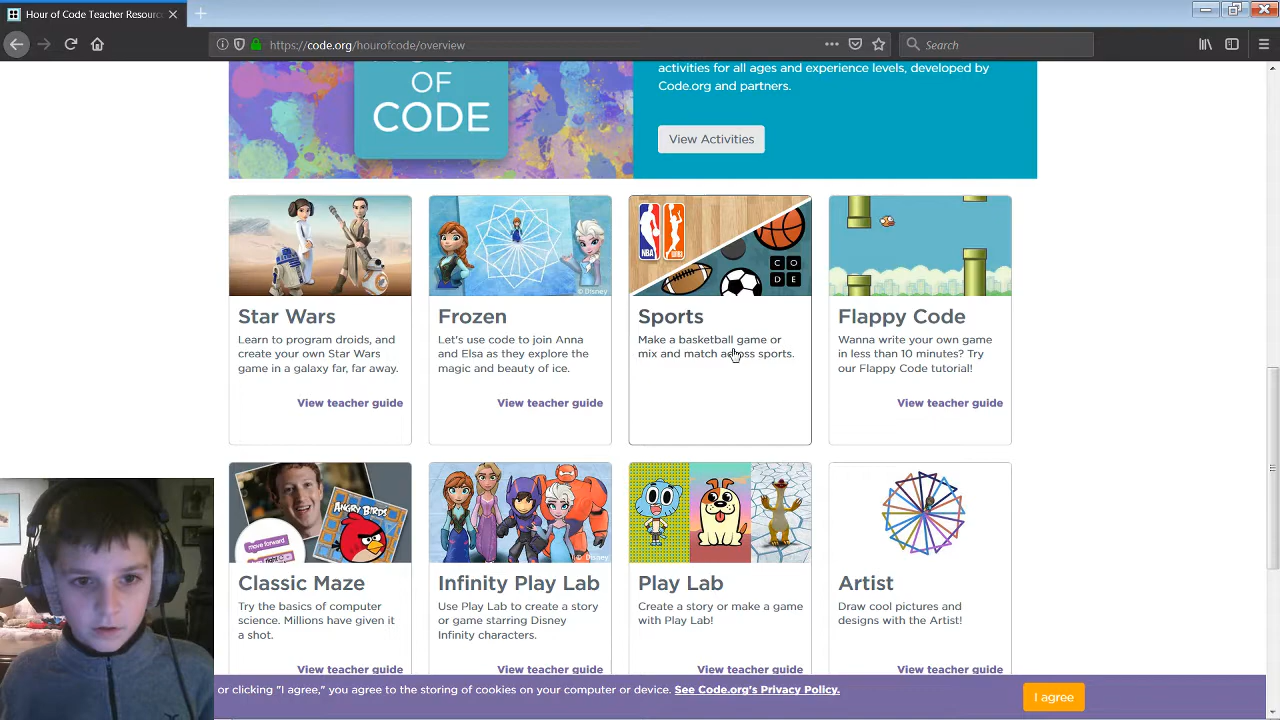 Hour of Code Teacher Resourc
https://code.org/hourofcode/overview
Search
OF
CODE
activities for all ages and experience levels, developed by
Code.org and partners.
View Activities
NBA
CO
DE
© Disney
Star Wars
Learn to program droids, and
create your own Star Wars
game in a galaxy far, far away.
View teacher guide
Frozen
Let's use code to join Anna
and Elsa as they explore the
magic and beauty of ice.
View teacher guide
Sports
Make a basketball game or
mix and match across sports.
Flappy Code
Wanna write your own game
in less than 10 minutes? Try
our Flappy Code tutorial!
View teacher guide
move forward
ANGRY BIRDS
© Disney
Classic Maze
Try the basics of computer
science. Millions have given it
a shot.
View teacher guide
Infinity Play Lab
Use Play Lab to create a story
or game starring Disney
Infinity characters.
View teacher guide
Play Lab
Create a story or make a game
with Play Lab!
View teacher guide
Artist
Draw cool pictures and
designs with the Artist!
View teacher guide
or clicking "I agree," you agree to the storing of cookies on your computer or device. See Code.org's Privacy Policy.
I agree